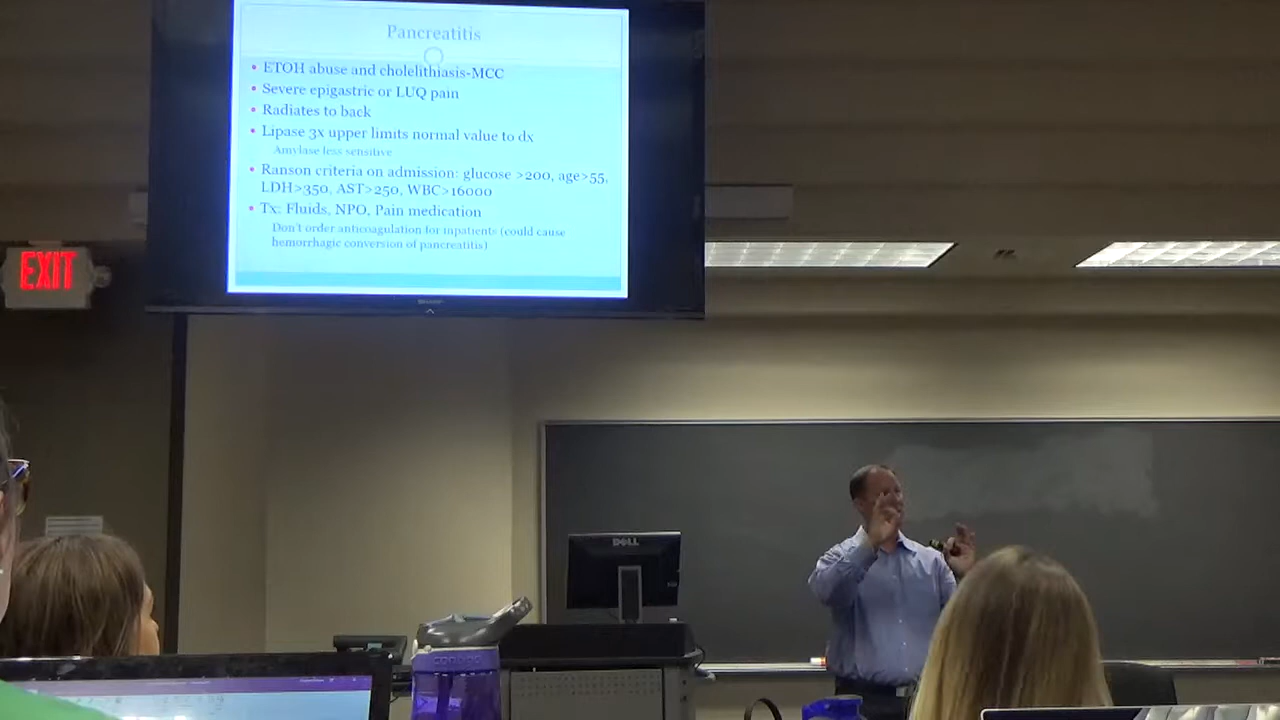 Pancreatitis
• ETOH abuse and cholelithiasis-MCC
• Severe epigastric or LUQ pain
• Radiates to back
• Lipase 3x upper limits normal value to dx
Amylase less sensitive
• Ranson criteria on admission: glucose >200, age>55,
LDH>350, AST>250, WBC>16000
• Tx: Fluids, NPO, Pain medication
Don't order anticoagulation for inpatients (could cause
hemorrhagic conversion of pancreatitis)
SHARP
EXIT
DELL